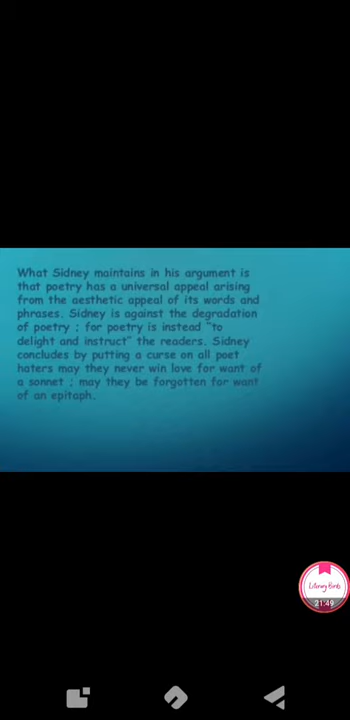 What Sidney maintains in his argument is
that poetry has a universal appeal arising
from the aesthetic appeal of its words and
phrases. Sidney is against the degradation
of poetry ; for poetry is instead "to
delight and instruct" the readers. Sidney
concludes by putting a curse on all poet
haters may they never win love for want of
a sonnet ; may they be forgotten for want
of an epitaph.
21:49